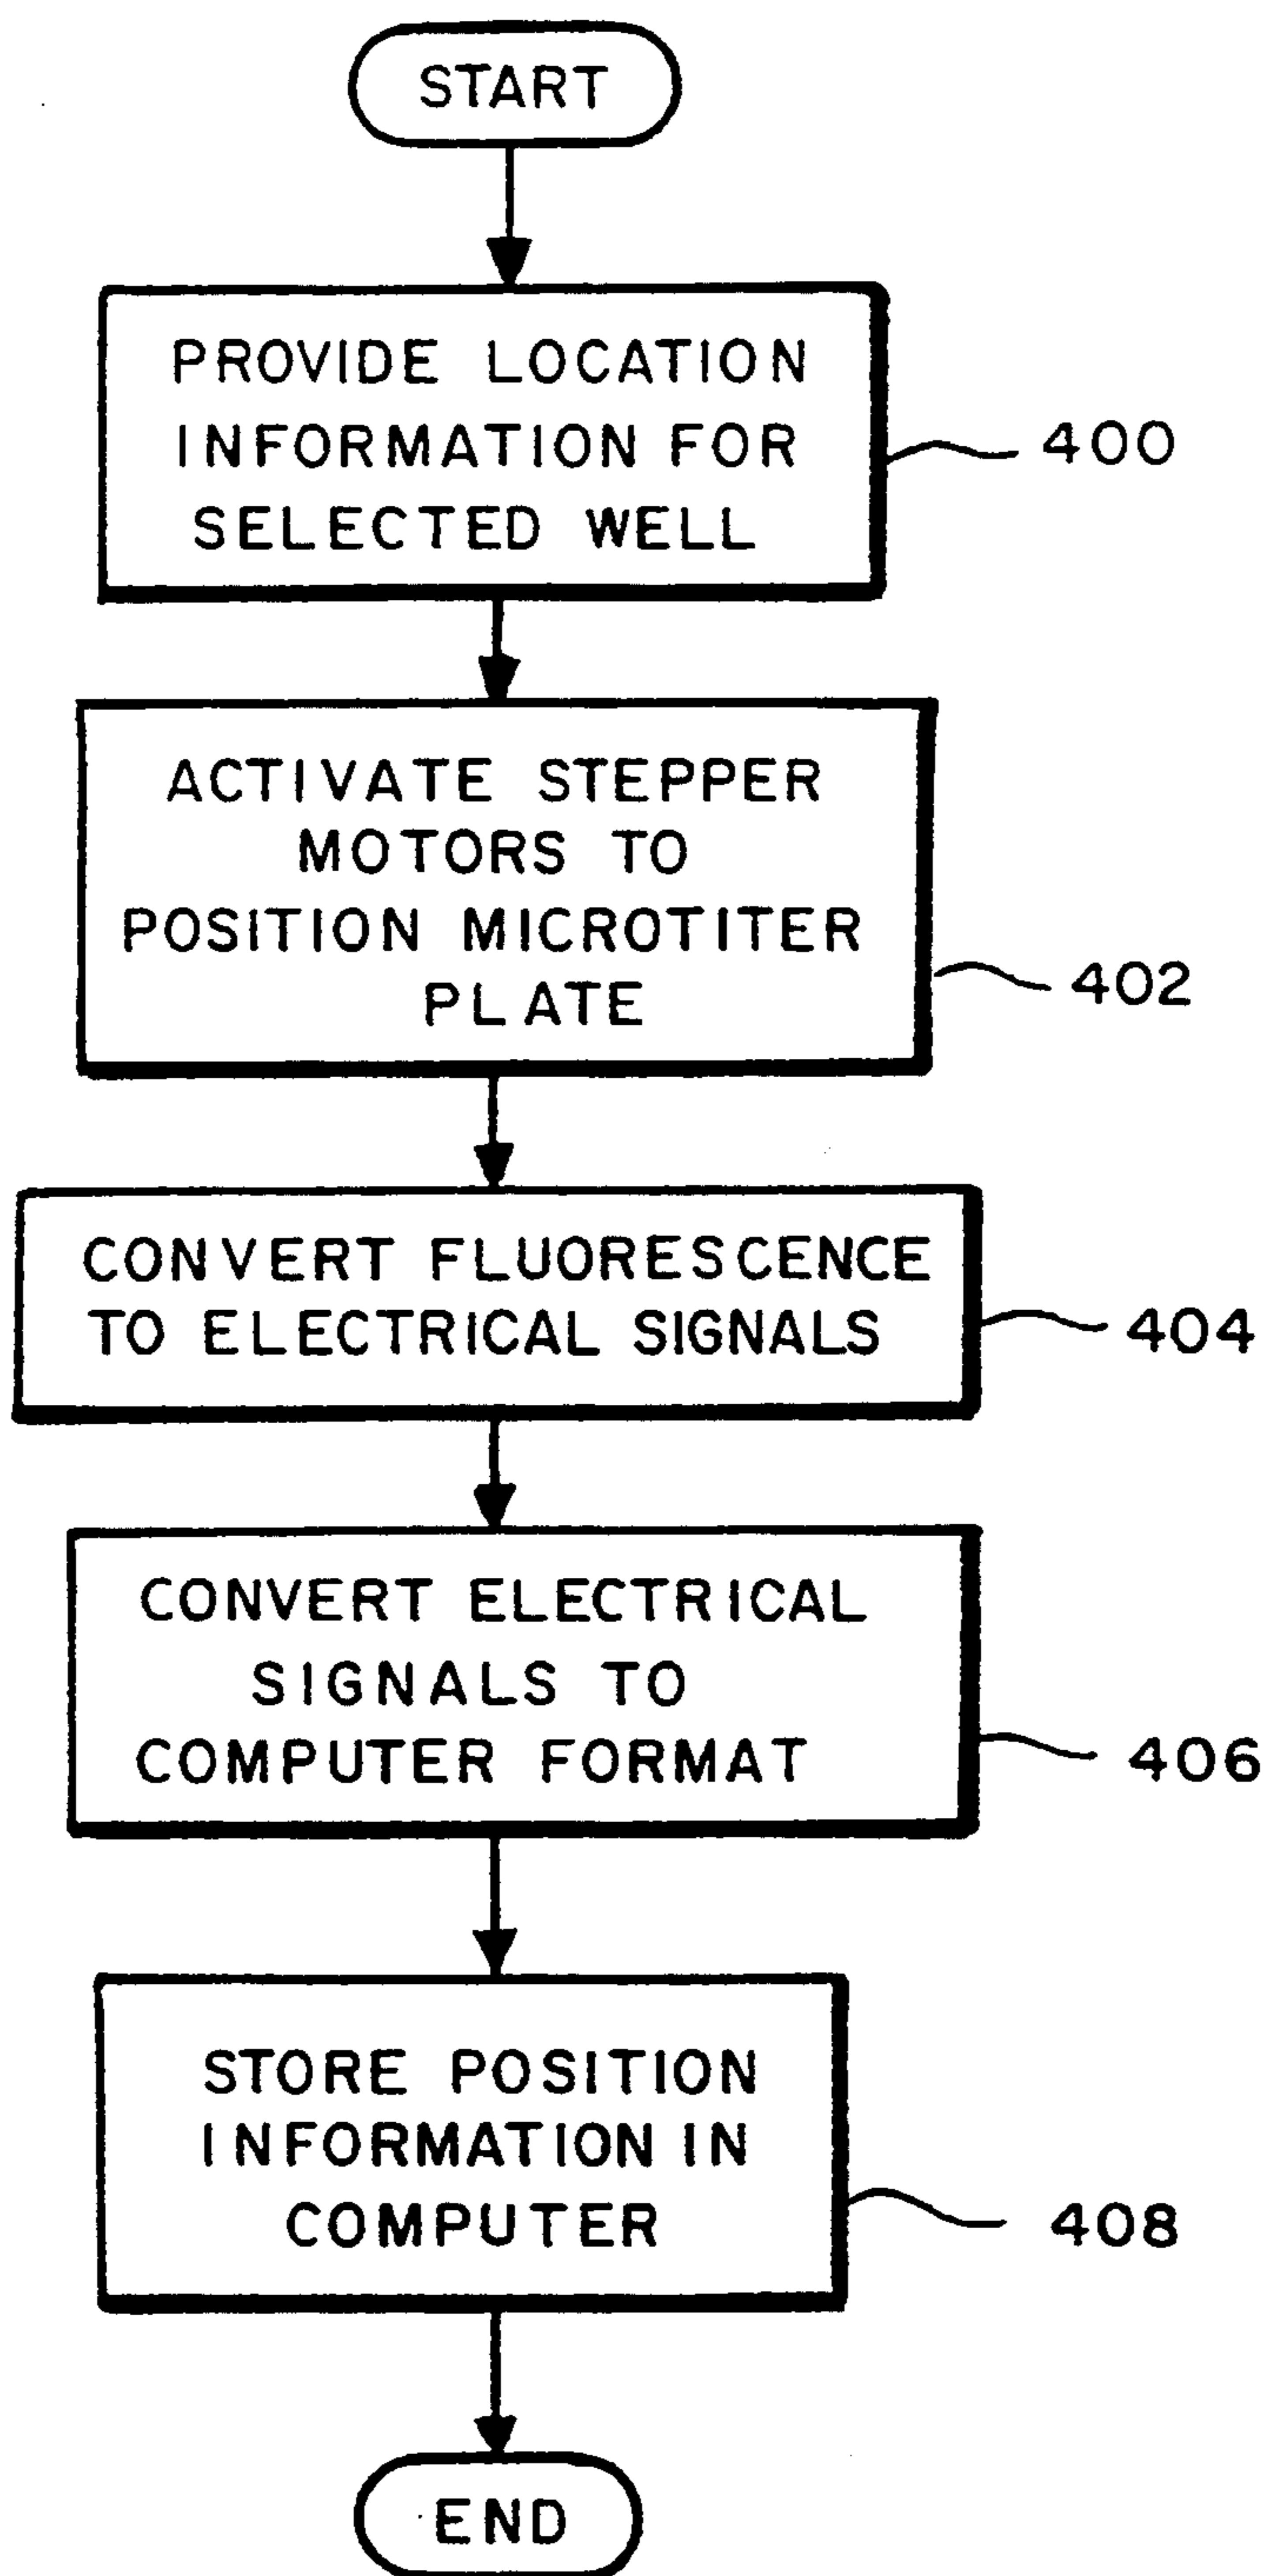 START
PROVIDE LOCATION
INFORMATION FOR
SELECTED WELL
400
ACTIVATE STEPPER
MOTORS TO
POSITION MICROTITER
PLATE
402
CONVERT FLUORESCENCE
TO ELECTRICAL SIGNALS
404
CONVERT ELECTRICAL
SIGNALS TO
COMPUTER FORMAT
406
STORE POSITION
INFORMATION IN
COMPUTER
408
END